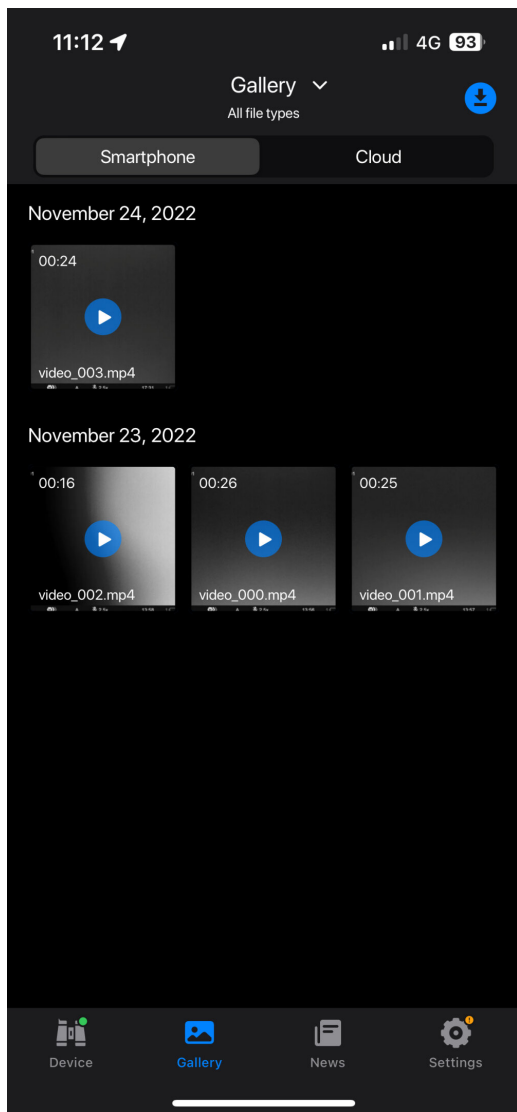 11:12
4G 93
Gallery
All file types
Smartphone Cloud
November 24, 2022
00:24
video_003.mp4
November 23, 2022
00:16 00:26 00:25
video_002.mp4 video_000.mp4 video_001.mp4
Device Gallery News Settings